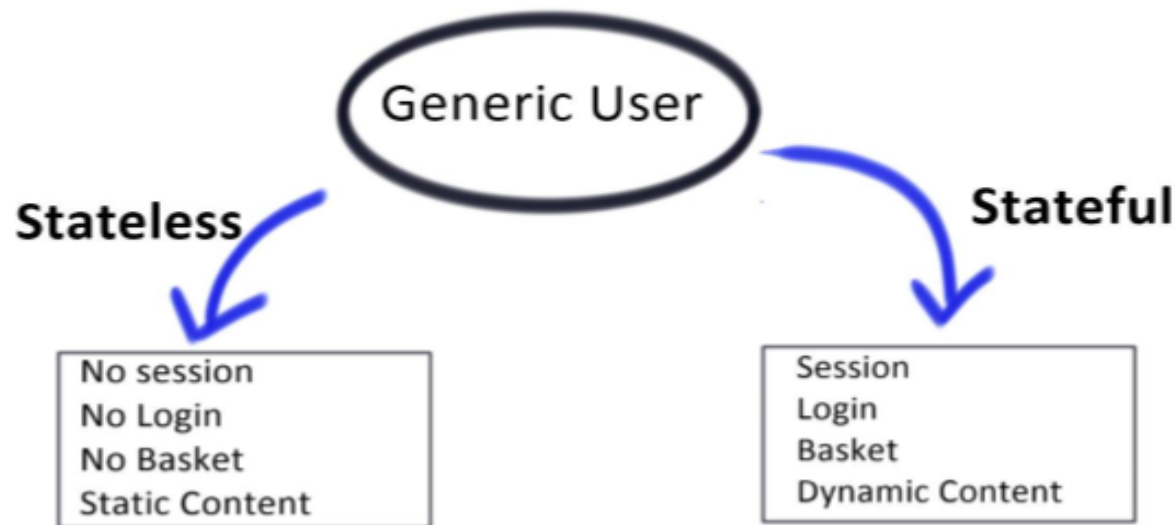 Generic User
Stateless
Stateful
No session
No Login
No Basket
Static Content
Session
Login
Basket
Dynamic Content